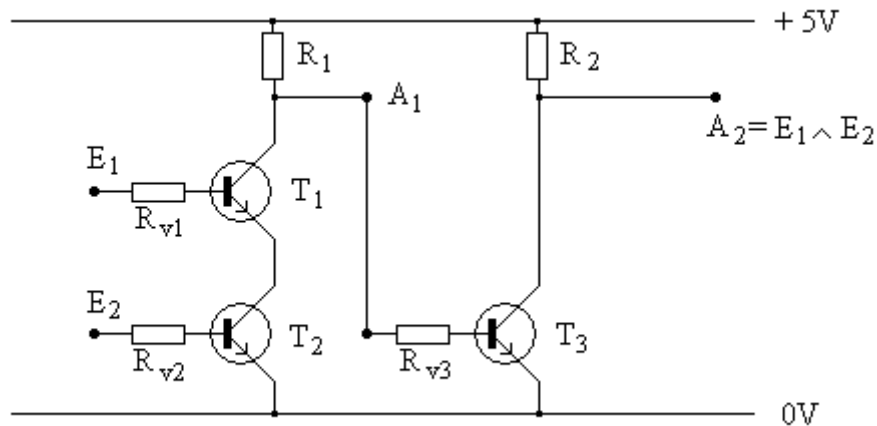 + 5V
R₁
R₂
A₁
A₂= E₁ ∧ E₂
E₁
T₁
Rᵥ₁
E₂
T₂
Rᵥ₂
T₃
Rᵥ₃
0V